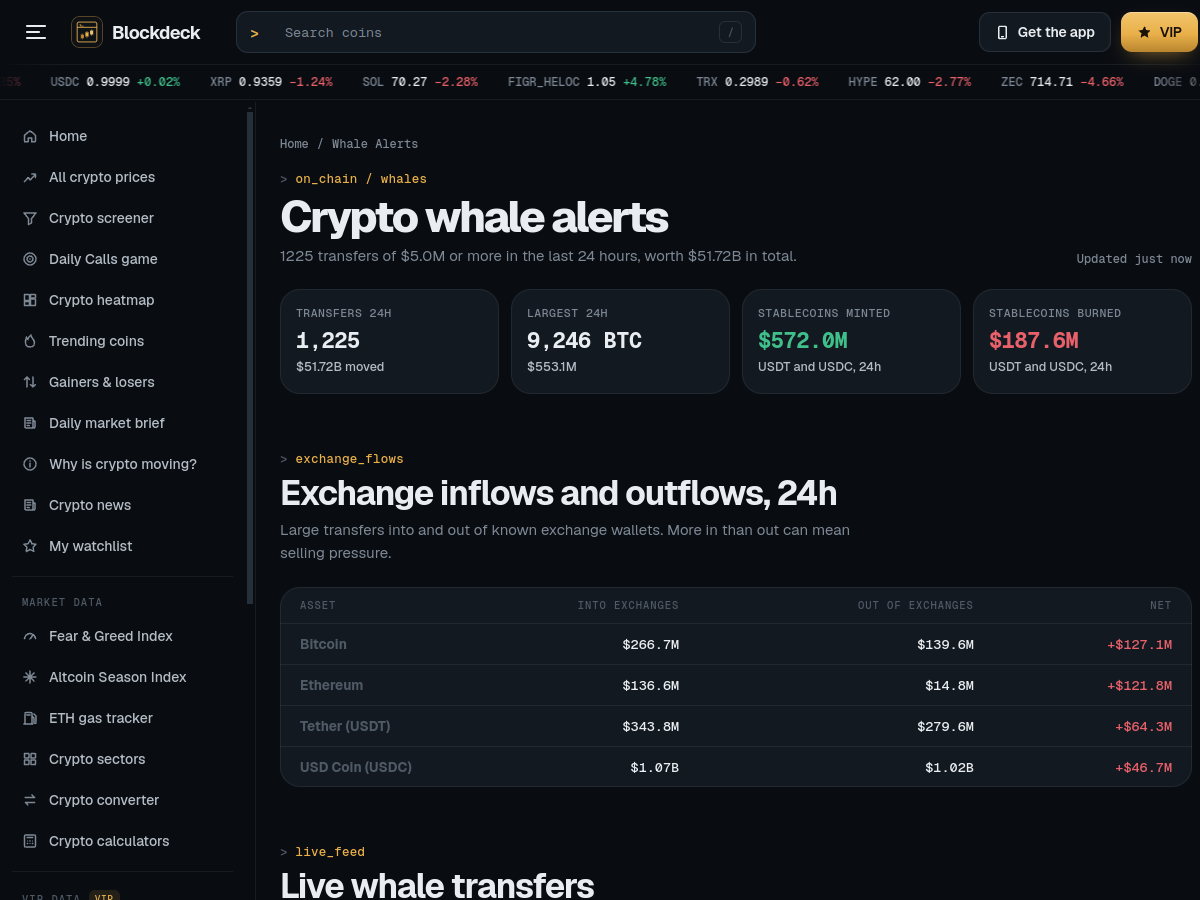 Blockdeck
> Search coins /
Get the app
VIP
5% USDC 0.9999 +0.02% XRP 0.9359 −1.24% SOL 70.27 −2.28% FIGR_HELOC 1.05 +4.78% TRX 0.2989 −0.62% HYPE 62.00 −2.77% ZEC 714.71 −4.66% DOGE 0.
Home
All crypto prices
Crypto screener
Daily Calls game
Crypto heatmap
Trending coins
Gainers & losers
Daily market brief
Why is crypto moving?
Crypto news
My watchlist
MARKET DATA
Fear & Greed Index
Altcoin Season Index
ETH gas tracker
Crypto sectors
Crypto converter
Crypto calculators
VIP DATA VIP
Home / Whale Alerts
> on_chain / whales
Crypto whale alerts
1225 transfers of $5.0M or more in the last 24 hours, worth $51.72B in total.
Updated just now
TRANSFERS 24H
1,225
$51.72B moved
LARGEST 24H
9,246 BTC
$553.1M
STABLECOINS MINTED
$572.0M
USDT and USDC, 24h
STABLECOINS BURNED
$187.6M
USDT and USDC, 24h
> exchange_flows
Exchange inflows and outflows, 24h
Large transfers into and out of known exchange wallets. More in than out can mean
selling pressure.
ASSET INTO EXCHANGES OUT OF EXCHANGES NET
Bitcoin $266.7M $139.6M +$127.1M
Ethereum $136.6M $14.8M +$121.8M
Tether (USDT) $343.8M $279.6M +$64.3M
USD Coin (USDC) $1.07B $1.02B +$46.7M
> live_feed
Live whale transfers